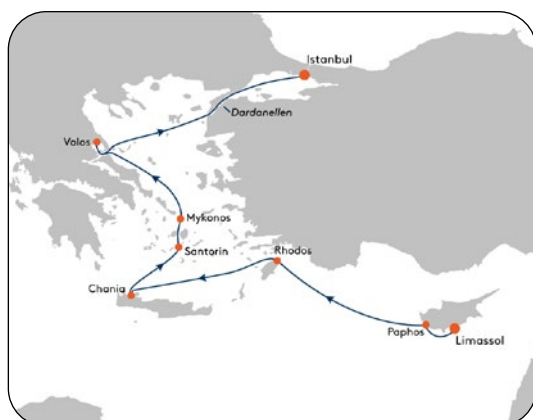 Istanbul
Dardanellen
Volos
Mykonos
Santorin
Rhodos
Chania
Paphos
Limassol